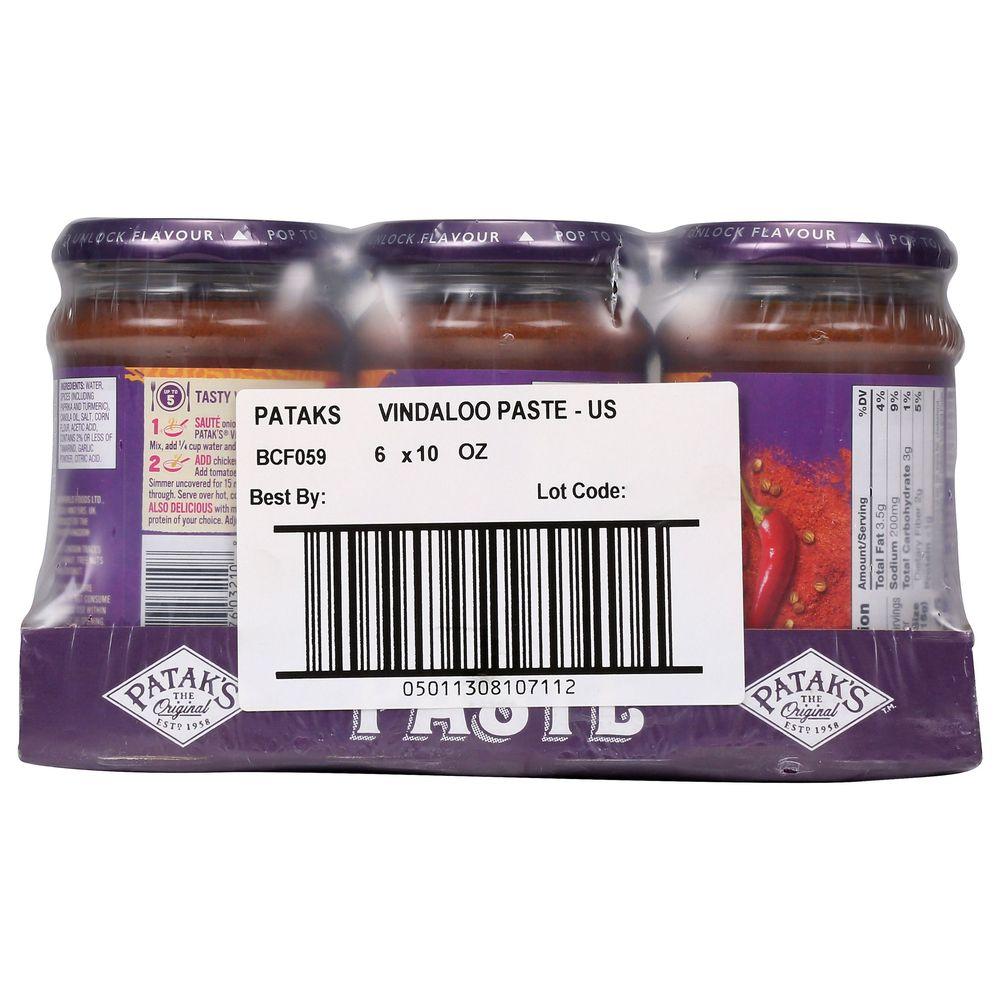 UNLOCK FLAVOUR POP TO
UNLOCK FLAVOUR POP TO
UNLOCK FLAVOUR POP TO
INGREDIENTS: WATER,
SPICES (INCLUDING
PAPRIKA AND TURMERIC),
CANOLA OIL, SALT, CORN
FLOUR, ACETIC ACID,
CONTAINS 2% OR LESS OF
TAMARIND, GARLIC
POWDER, CITRIC ACID.
UP TO
5
TASTY
1 SAUTÉ
PATAK'S®
Mix, add ¼ cup water and
2 ADD
Add
Simmer uncovered for 15
through. Serve over hot,
ALSO DELICIOUS with
protein of your choice.
PATAKS VINDALOO PASTE - US
BCF059 6 x 10 OZ
Best By: Lot Code:
05011308107112
%DV
Amount/Serving
Total Fat 3.5g 4%
Sodium 200mg 9%
Total Carbohydrate 3g 1%
Dietary Fiber 2g 5%
PATAK'S
THE
Original
ESTD 1958
PASTE
PATAK'S
THE
Original
ESTD 1958
T.M.